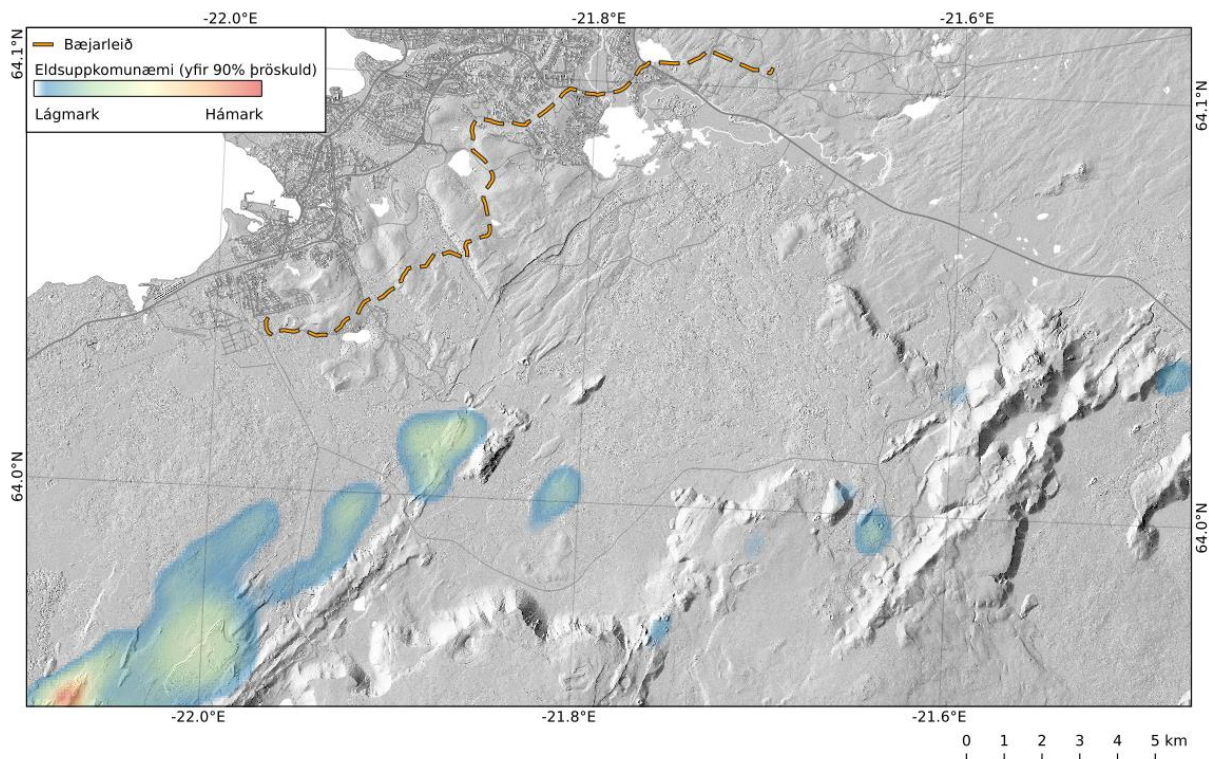 -22.0°E -21.8°E -21.6°E
64.1°N
Bæjarleið
Eldsuppkomunæmi (yfir 90% þröskuld)
Lágmark Hámark
64.1°N
64.0°N
64.0°N
-22.0°E -21.8°E -21.6°E
0 1 2 3 4 5 km